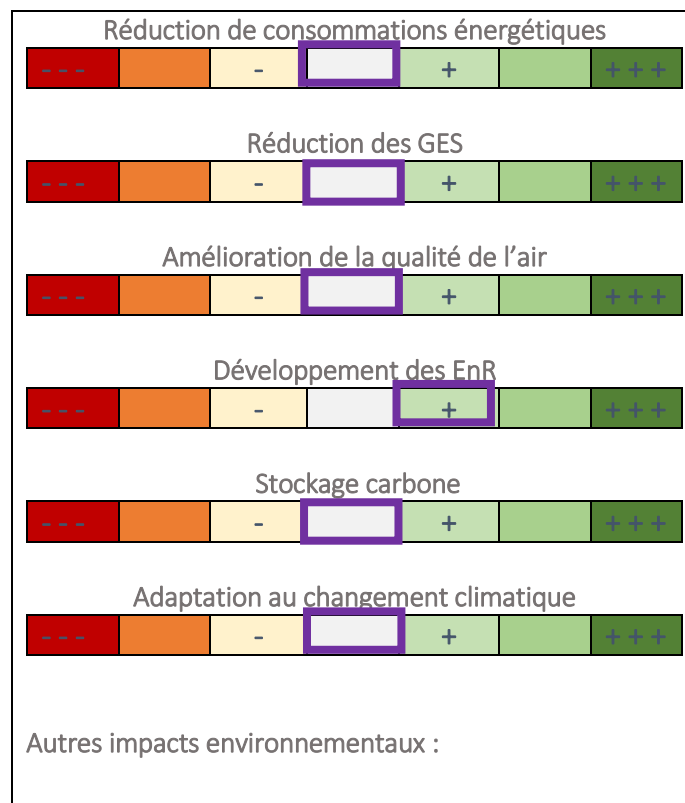 Réduction de consommations énergétiques
- - - - + + + +
Réduction des GES
- - - - + + + +
Amélioration de la qualité de l’air
- - - - + + + +
Développement des EnR
- - - - + + + +
Stockage carbone
- - - - + + + +
Adaptation au changement climatique
- - - - + + + +
Autres impacts environnementaux :